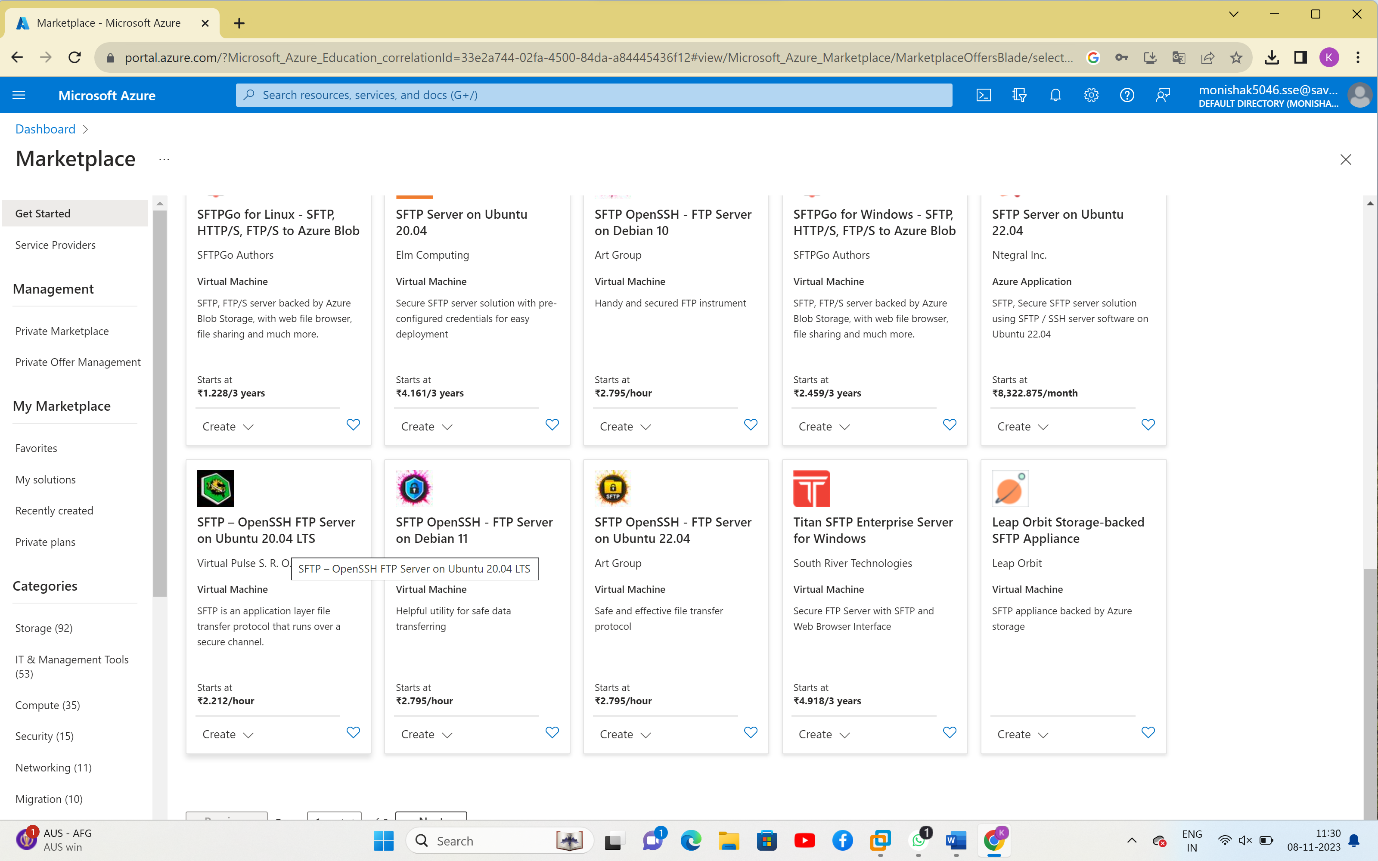 Marketplace - Microsoft Azure
portal.azure.com/?Microsoft_Azure_Education_correlationId=33e2a744-02fa-4500-84da-a84445436f12#view/Microsoft_Azure_Marketplace/MarketplaceOffersBlade/select...
K
Microsoft Azure
Search resources, services, and docs (G+/)
monishak5046.sse@sav...
DEFAULT DIRECTORY (MONISHA...
Dashboard
Marketplace
...
Get Started
Service Providers
Management
Private Marketplace
Private Offer Management
My Marketplace
Favorites
My solutions
Recently created
Private plans
Categories
Storage (92)
IT & Management Tools
(53)
Compute (35)
Security (15)
Networking (11)
Migration (10)
SFTPGo for Linux - SFTP,
HTTP/S, FTP/S to Azure Blob
SFTPGo Authors
Virtual Machine
SFTP, FTP/S server backed by Azure
Blob Storage, with web file browser,
file sharing and much more.
Starts at
₹1.228/3 years
Create
SFTP Server on Ubuntu
20.04
Elm Computing
Virtual Machine
Secure SFTP server solution with pre-
configured credentials for easy
deployment
Starts at
₹4.161/3 years
Create
SFTP OpenSSH - FTP Server
on Debian 10
Art Group
Virtual Machine
Handy and secured FTP instrument
Starts at
₹2.795/hour
Create
SFTPGo for Windows - SFTP,
HTTP/S, FTP/S to Azure Blob
SFTPGo Authors
Virtual Machine
SFTP, FTP/S server backed by Azure
Blob Storage, with web file browser,
file sharing and much more.
Starts at
₹2.459/3 years
Create
SFTP Server on Ubuntu
22.04
Ntegral Inc.
Azure Application
SFTP, Secure SFTP server solution
using SFTP / SSH server software on
Ubuntu 22.04
Starts at
₹8,322.875/month
Create
SFTP – OpenSSH FTP Server
on Ubuntu 20.04 LTS
Virtual Pulse S. R. O.
SFTP – OpenSSH FTP Server on Ubuntu 20.04 LTS
Virtual Machine
SFTP is an application layer file
transfer protocol that runs over a
secure channel.
Starts at
₹2.212/hour
Create
SFTP OpenSSH - FTP Server
on Debian 11
Virtual Machine
Helpful utility for safe data
transferring
Starts at
₹2.795/hour
Create
SFTP
SFTP OpenSSH - FTP Server
on Ubuntu 22.04
Art Group
Virtual Machine
Safe and effective file transfer
protocol
Starts at
₹2.795/hour
Create
Titan SFTP Enterprise Server
for Windows
South River Technologies
Virtual Machine
Secure FTP Server with SFTP and
Web Browser Interface
Starts at
₹4.918/3 years
Create
Leap Orbit Storage-backed
SFTP Appliance
Leap Orbit
Virtual Machine
SFTP appliance backed by Azure
storage
Create
1
AUS - AFG
AUS win
Search
1
1
K
ENG
IN
11:30
08-11-2023